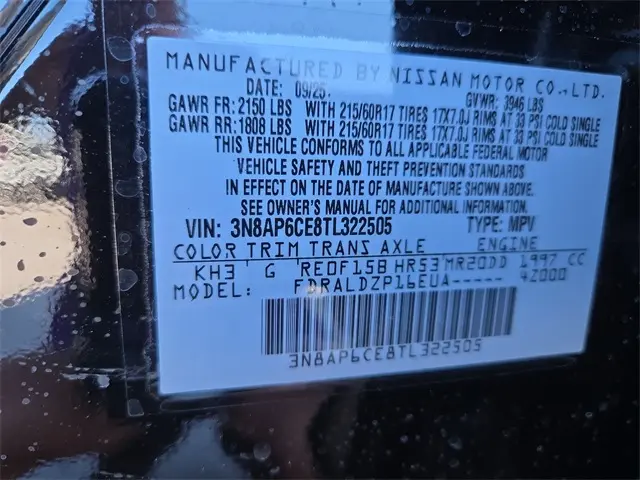 MANUFACTURED BY NISSAN MOTOR CO.,LTD.
DATE: 09/25 GVWR: 3946 LBS
GAWR FR: 2150 LBS WITH 215/60R17 TIRES 17X7.0J RIMS AT 33 PSI COLD SINGLE
GAWR RR: 1808 LBS WITH 215/60R17 TIRES 17X7.0J RIMS AT 33 PSI COLD SINGLE
THIS VEHICLE CONFORMS TO ALL APPLICABLE FEDERAL MOTOR
VEHICLE SAFETY AND THEFT PREVENTION STANDARDS
IN EFFECT ON THE DATE OF MANUFACTURE SHOWN ABOVE.
SEE OWNER'S MANUAL FOR ADDITIONAL INFORMATION.
VIN: 3N8AP6CE8TL322505 TYPE: MPV
COLOR TRIM TRANS AXLE ENGINE
KH3 G RE0F15B HR53 MR20DD 1997 CC
MODEL: FDRALDZP16EUA----- 4Z000
3N8AP6CE8TL322505